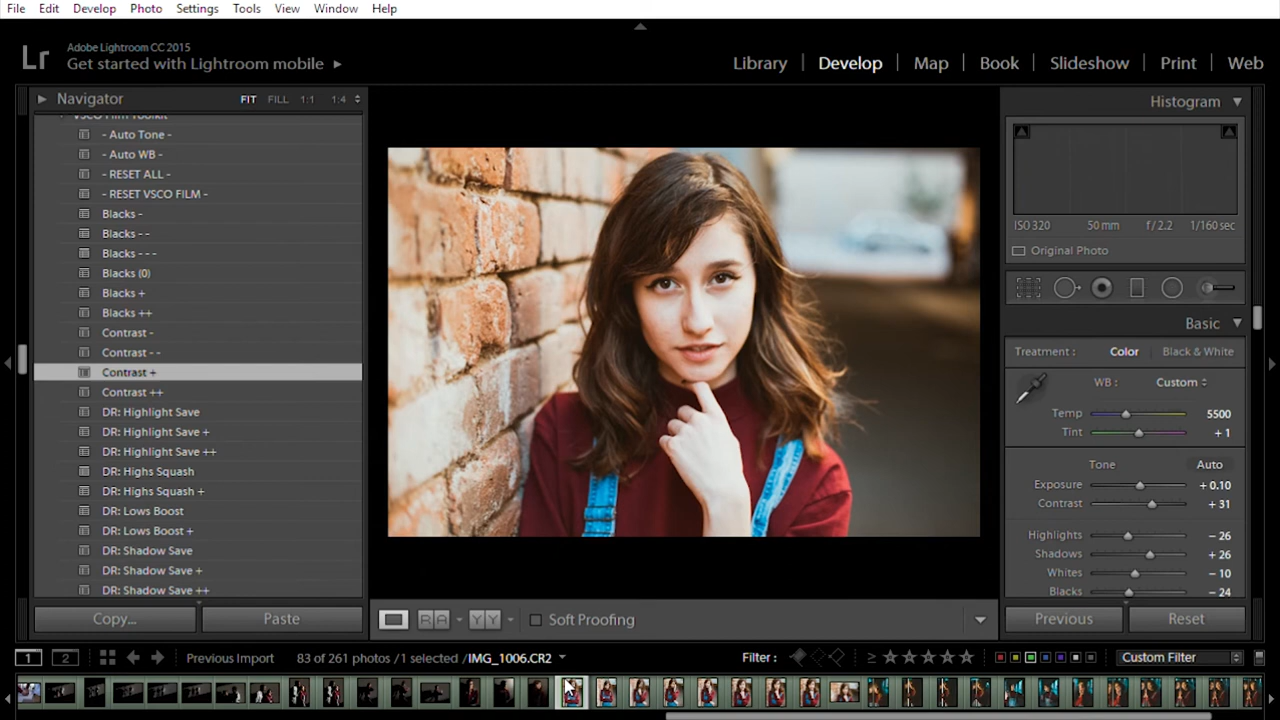 File Edit Develop Photo Settings Tools View Window Help
Lr
Adobe Lightroom CC 2015
Get started with Lightroom mobile
Library Develop Map Book Slideshow Print Web
Navigator FIT FILL 1:1 1:4
VSCO Film Toolkit
- Auto Tone -
- Auto WB -
- RESET ALL -
- RESET VSCO FILM -
Blacks -
Blacks - -
Blacks - - -
Blacks (0)
Blacks +
Blacks ++
Contrast -
Contrast - -
Contrast +
Contrast ++
DR: Highlight Save
DR: Highlight Save +
DR: Highlight Save ++
DR: Highs Squash
DR: Highs Squash +
DR: Lows Boost
DR: Lows Boost +
DR: Shadow Save
DR: Shadow Save +
DR: Shadow Save ++
Copy... Paste
Soft Proofing
Histogram
ISO 320 50 mm f / 2.2 1/160 sec
Original Photo
Basic
Treatment : Color Black & White
WB : Custom
Temp 5500
Tint + 1
Tone Auto
Exposure + 0.10
Contrast + 31
Highlights – 26
Shadows + 26
Whites – 10
Blacks – 24
Previous Reset
1 2 Previous Import 83 of 261 photos / 1 selected / IMG_1006.CR2 Filter : ≥ Custom Filter